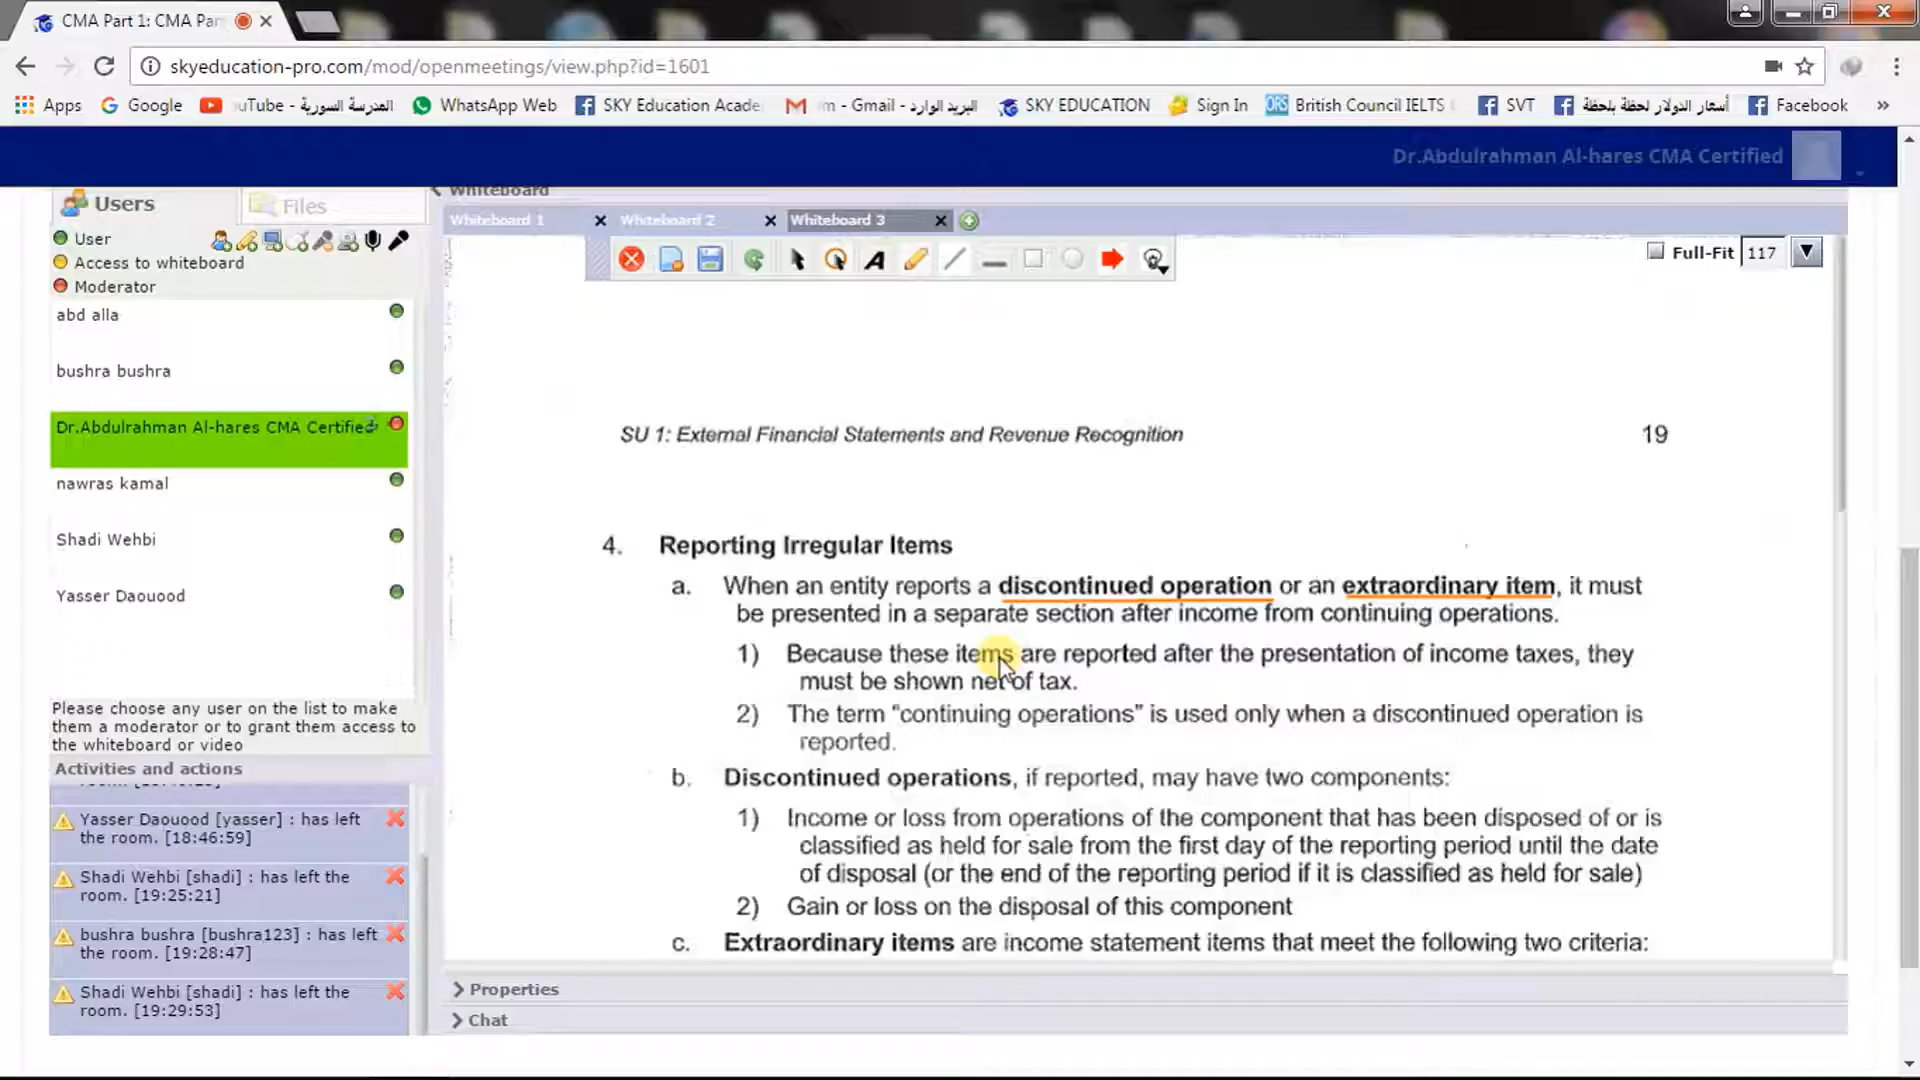 CMA Part 1: CMA Par
skyeducation-pro.com/mod/openmeetings/view.php?id=1601
Apps
Google
uTube - المدرسة السورية
WhatsApp Web
SKY Education Acade
m - Gmail - البريد الوارد
SKY EDUCATION
Sign In
ORS
British Council IELTS
SVT
أسعار الدولار لحظة بلحظة
Facebook
»
Dr.Abdulrahman Al-hares CMA Certified
Users
Files
User
Access to whiteboard
Moderator
abd alla
bushra bushra
Dr.Abdulrahman Al-hares CMA Certified
nawras kamal
Shadi Wehbi
Yasser Daouood
Please choose any user on the list to make
them a moderator or to grant them access to
the whiteboard or video
Activities and actions
Yasser Daouood [yasser] : has left
the room. [18:46:59]
Shadi Wehbi [shadi] : has left the
room. [19:25:21]
bushra bushra [bushra123] : has left
the room. [19:28:47]
Shadi Wehbi [shadi] : has left the
room. [19:29:53]
Whiteboard
Whiteboard 1
Whiteboard 2
Whiteboard 3
A
Full-Fit
117
SU 1: External Financial Statements and Revenue Recognition
19
4. Reporting Irregular Items
a. When an entity reports a discontinued operation or an extraordinary item, it must
be presented in a separate section after income from continuing operations.
1) Because these items are reported after the presentation of income taxes, they
must be shown net of tax.
2) The term "continuing operations" is used only when a discontinued operation is
reported.
b. Discontinued operations, if reported, may have two components:
1) Income or loss from operations of the component that has been disposed of or is
classified as held for sale from the first day of the reporting period until the date
of disposal (or the end of the reporting period if it is classified as held for sale)
2) Gain or loss on the disposal of this component
c. Extraordinary items are income statement items that meet the following two criteria:
Properties
Chat